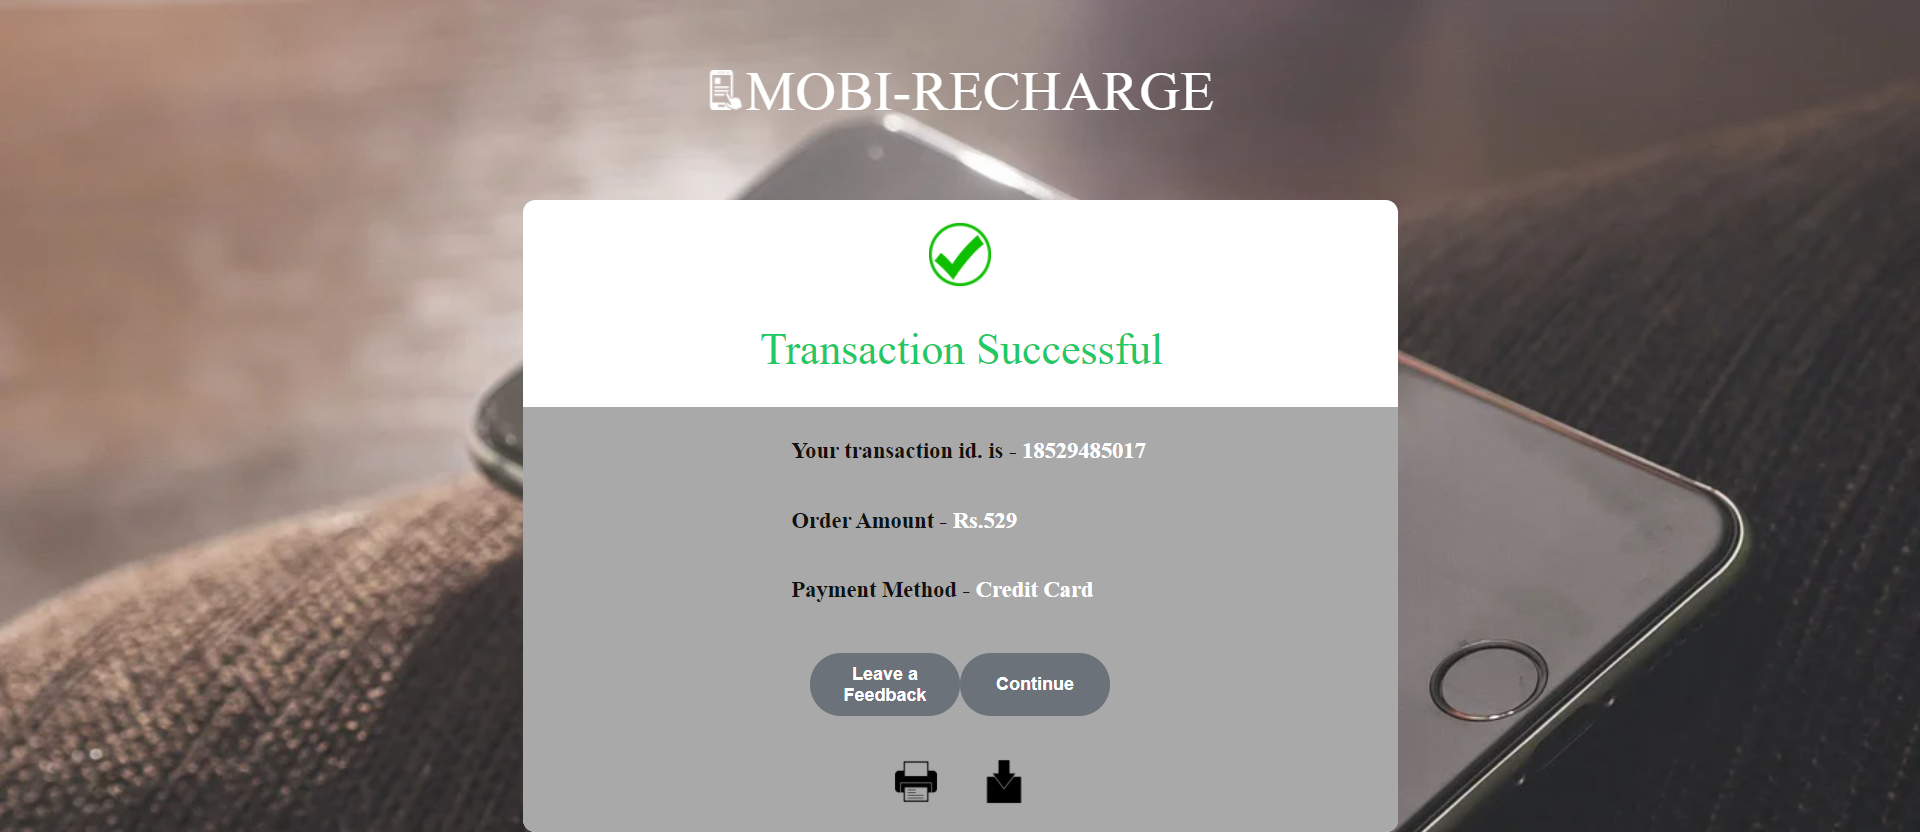 MOBI-RECHARGE
Transaction Successful
Your transaction id. is - 18529485017
Order Amount - Rs.529
Payment Method - Credit Card
Leave a
Feedback
Continue